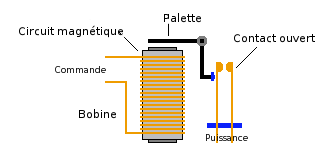 Palette
Circuit magnétique
Contact ouvert
Commande
Bobine
Puissance